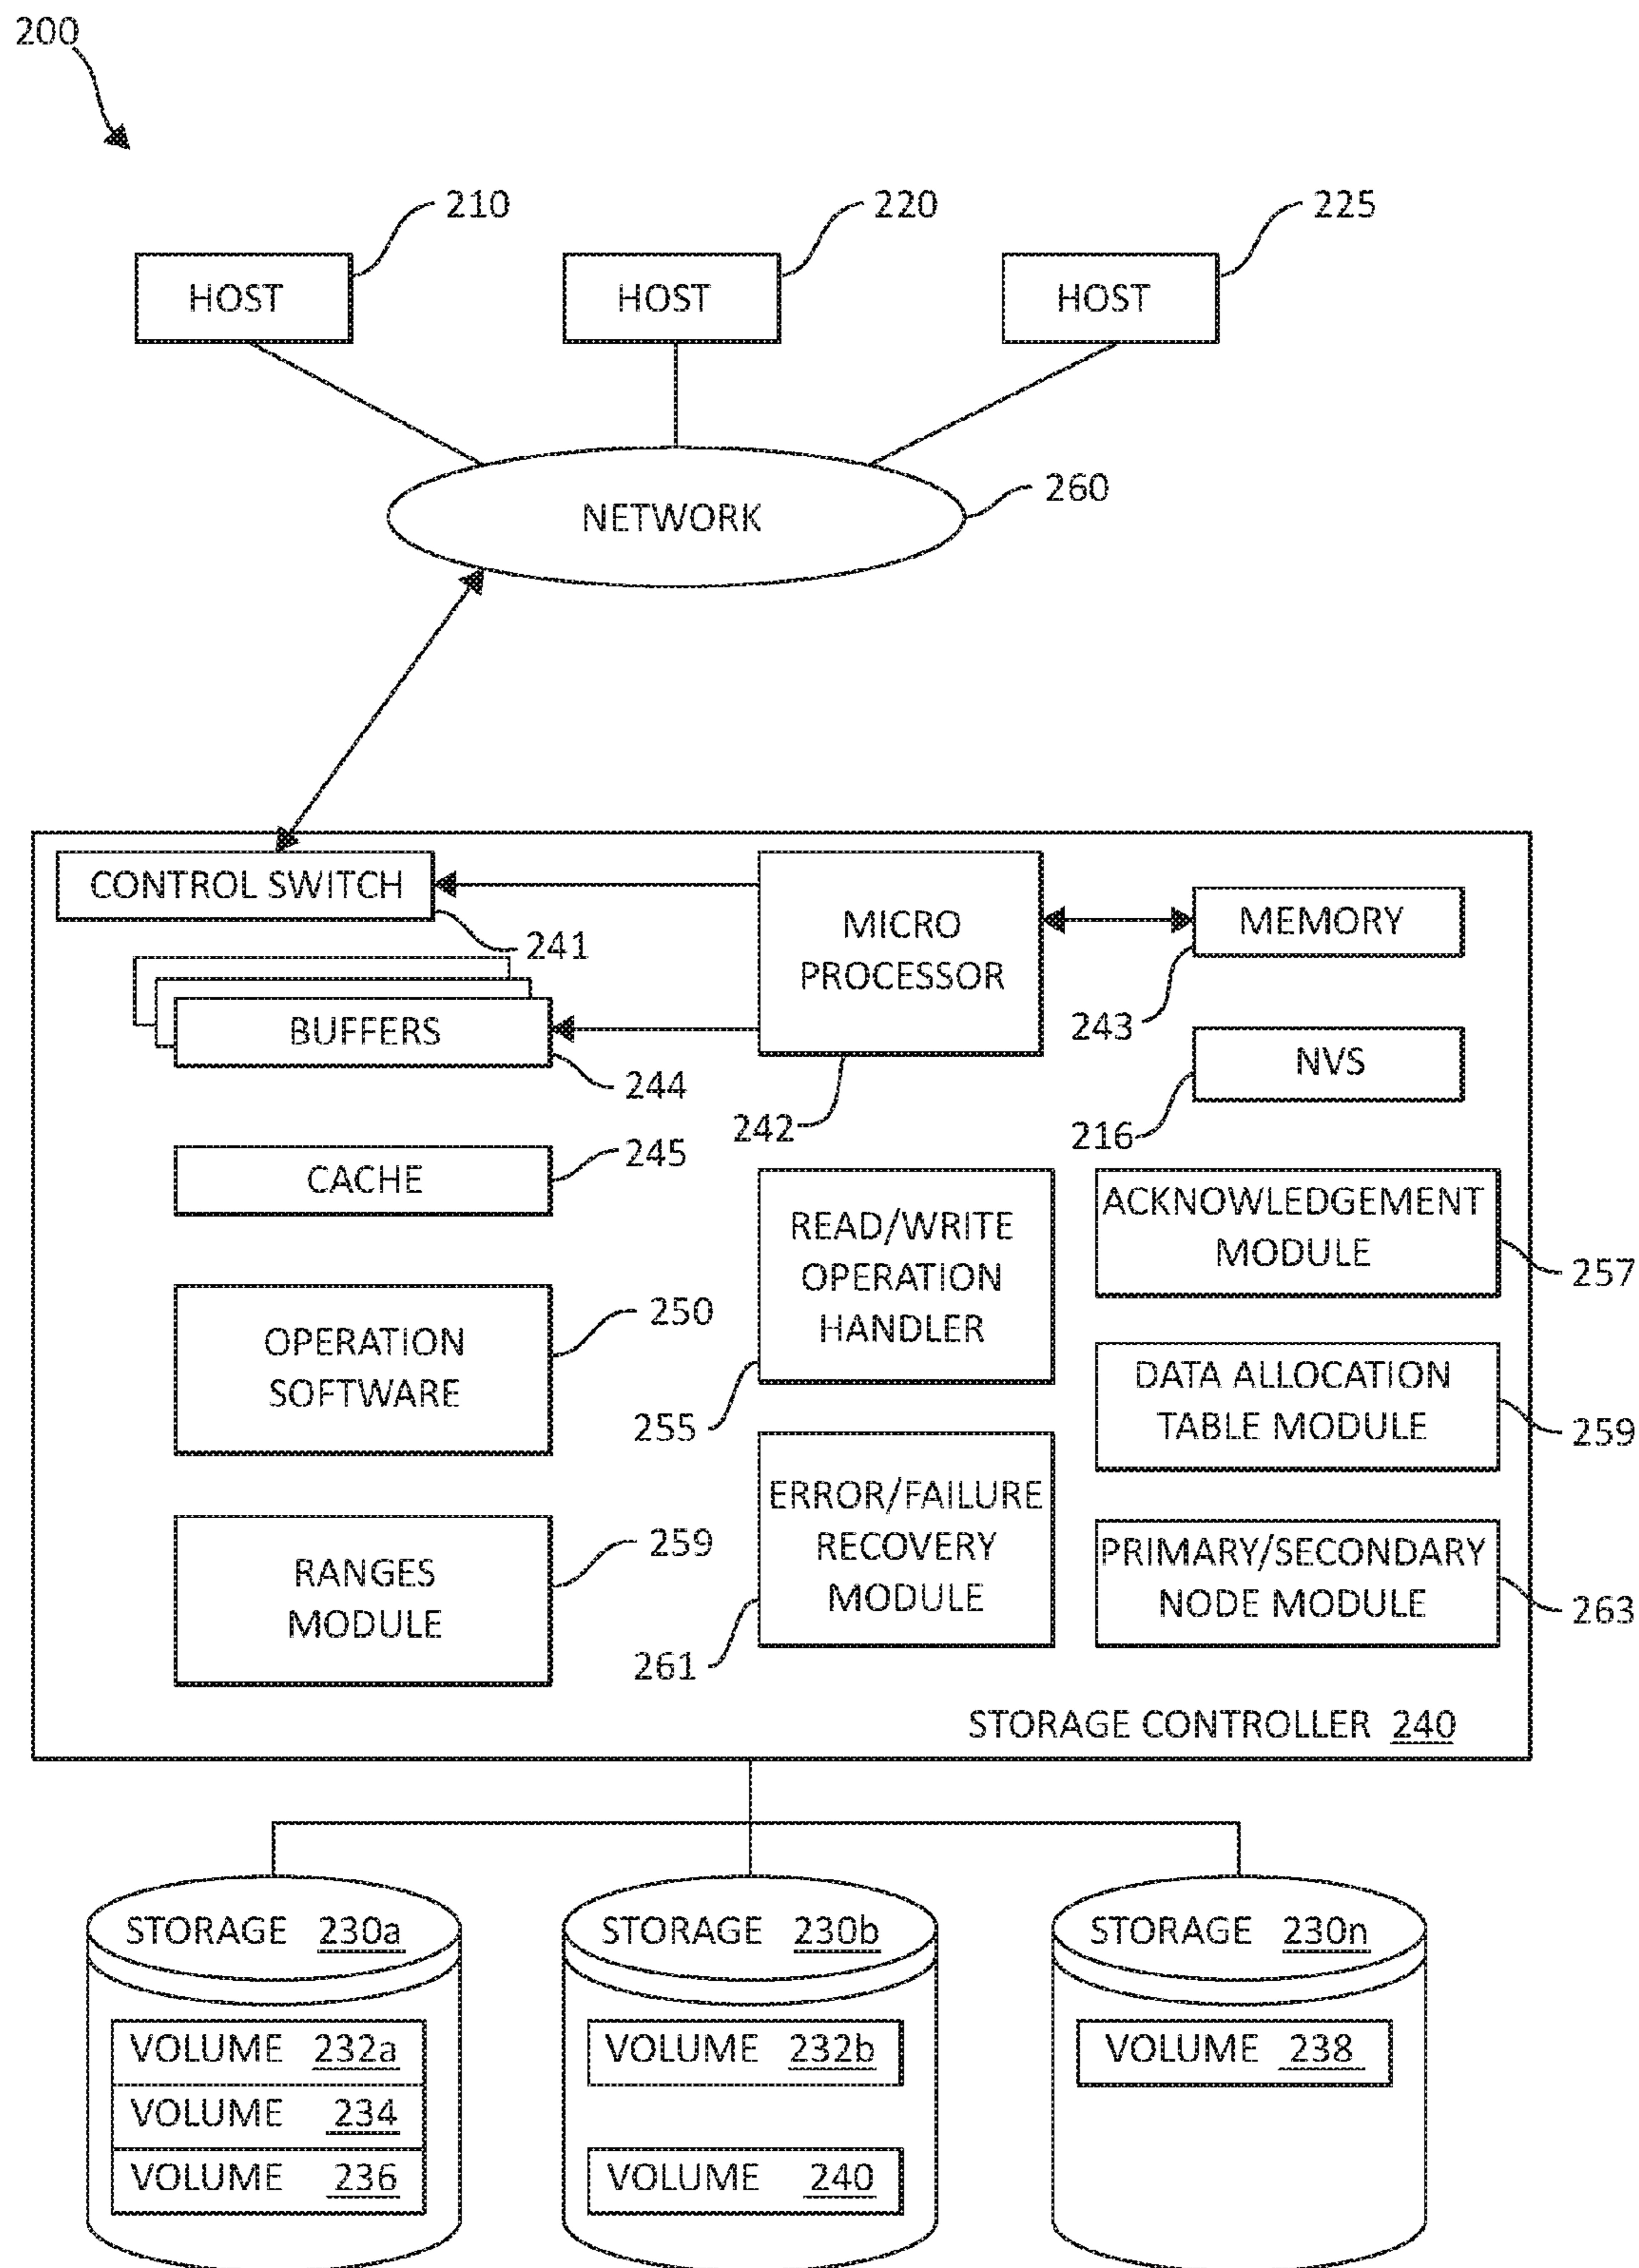 200
210
220
225
HOST
HOST
HOST
260
NETWORK
CONTROL SWITCH
241
MICRO
PROCESSOR
242
MEMORY
243
BUFFERS
244
NVS
216
CACHE
245
READ/WRITE
OPERATION
HANDLER
255
ACKNOWLEDGEMENT
MODULE
257
OPERATION
SOFTWARE
250
DATA ALLOCATION
TABLE MODULE
259
ERROR/FAILURE
RECOVERY
MODULE
261
RANGES
MODULE
259
PRIMARY/SECONDARY
NODE MODULE
263
STORAGE CONTROLLER 240
STORAGE 230a
STORAGE 230b
STORAGE 230n
VOLUME 232a
VOLUME 234
VOLUME 236
VOLUME 232b
VOLUME 240
VOLUME 238